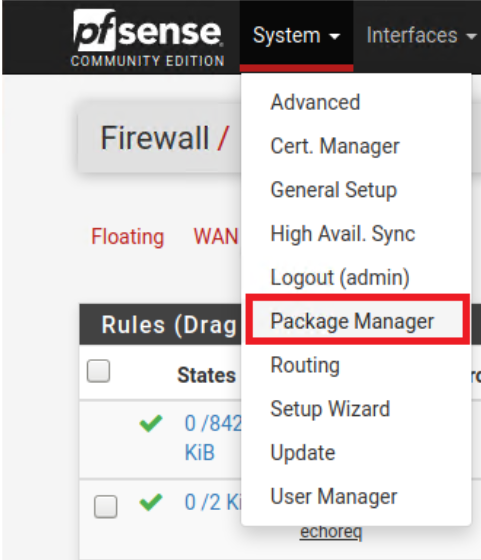 pfsense
COMMUNITY EDITION
System
Interfaces
Advanced
Cert. Manager
General Setup
High Avail. Sync
Logout (admin)
Package Manager
Routing
Setup Wizard
Update
User Manager
Firewall /
Floating WAN
Rules (Drag
States
0 /842
KiB
0 /2 Ki
echoreq